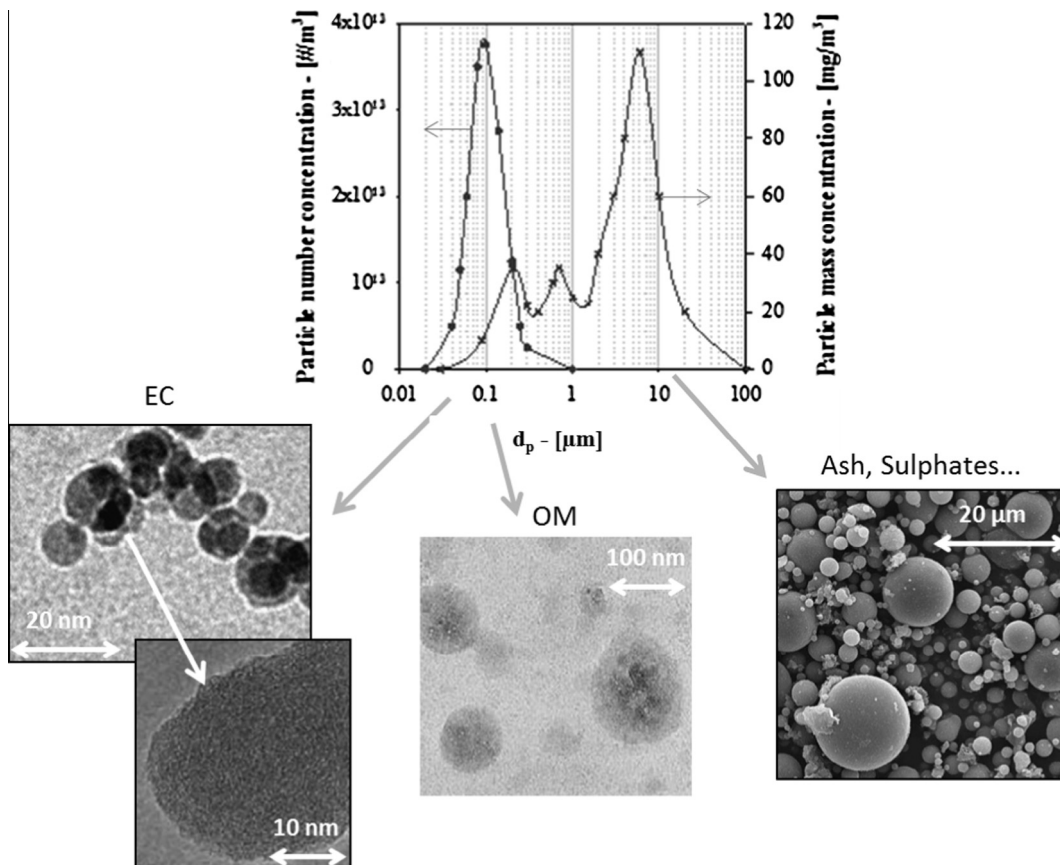 Particle number concentration - [#/m³]
4x10¹³
3x10¹³
2x10¹³
1x10¹³
0
Particle mass concentration - [mg/m³]
120
100
80
60
40
20
0
0.01 0.1 1 10 100
dₚ - [µm]
EC
20 nm
10 nm
OM
100 nm
Ash, Sulphates...
20 µm